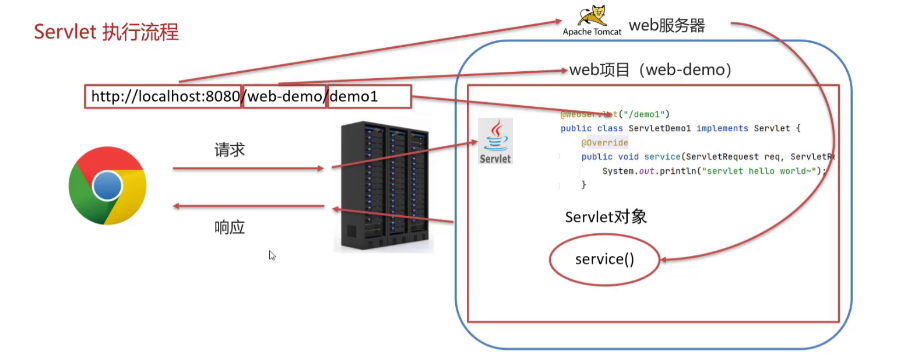 Servlet 执行流程
Apache Tomcat
web服务器
web项目（web-demo）
http://localhost:8080/web-demo/demo1
@WebServlet("/demo1")
public class ServletDemo1 implements Servlet {
@Override
public void service(ServletRequest req, ServletRe
System.out.println("servlet hello world~");
}
Servlet
请求
响应
Servlet对象
service()